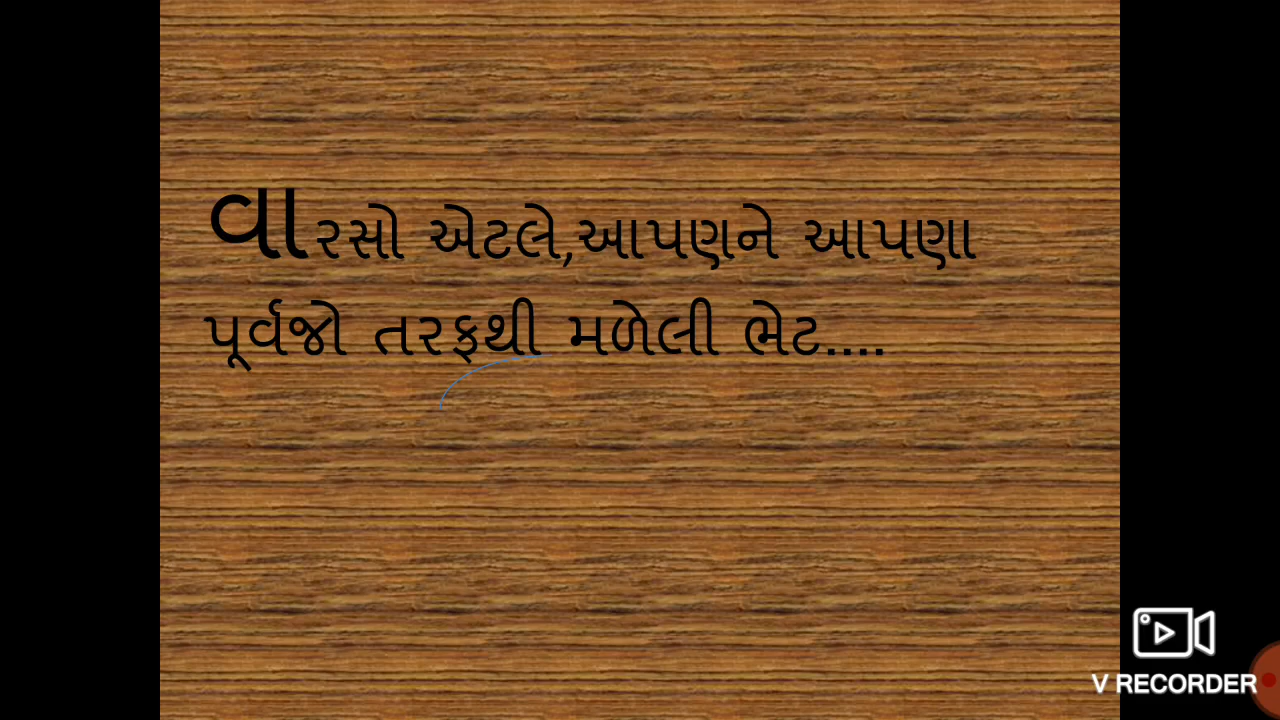 વારસો એટલે,આપણને આપણા
પૂર્વજો તરફથી મળેલી ભેટ....
V RECORDER